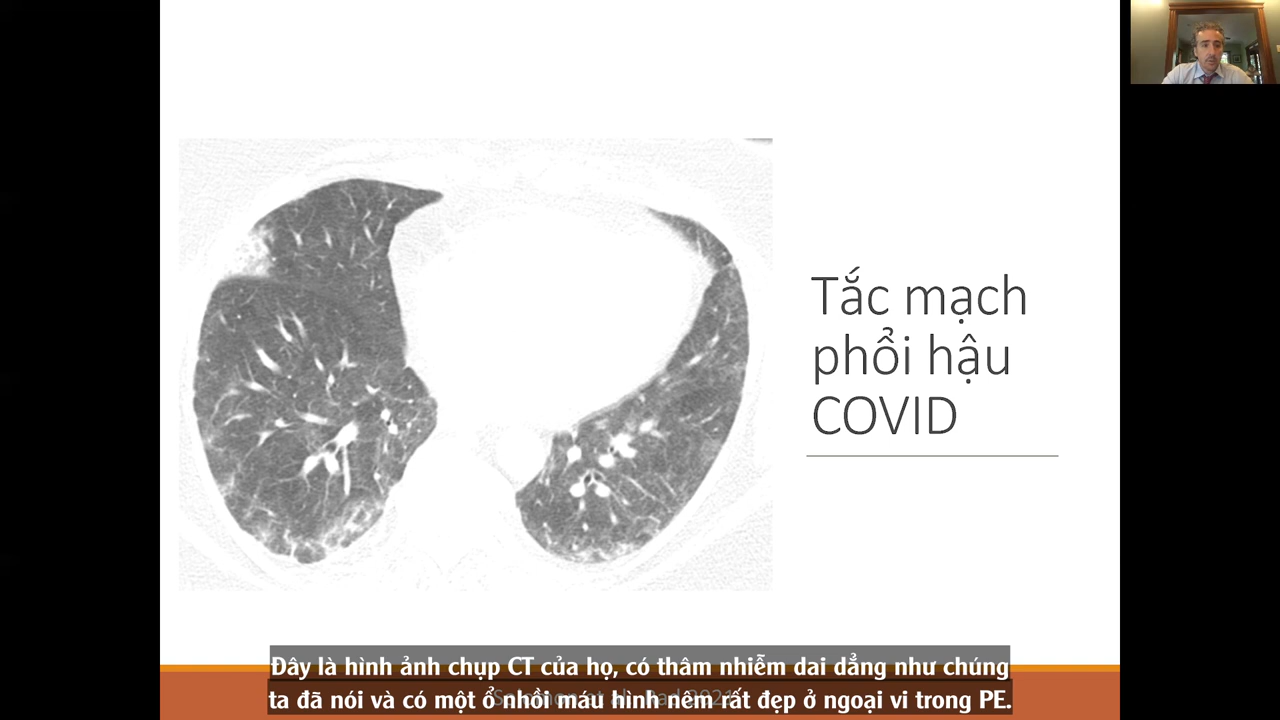 Tắc mạch
phổi hậu
COVID
Đây là hình ảnh chụp CT của họ, có thâm nhiễm dai dẳng như chúng
ta đã nói và có một ổ nhồi máu hình nêm rất đẹp ở ngoại vi trong PE.